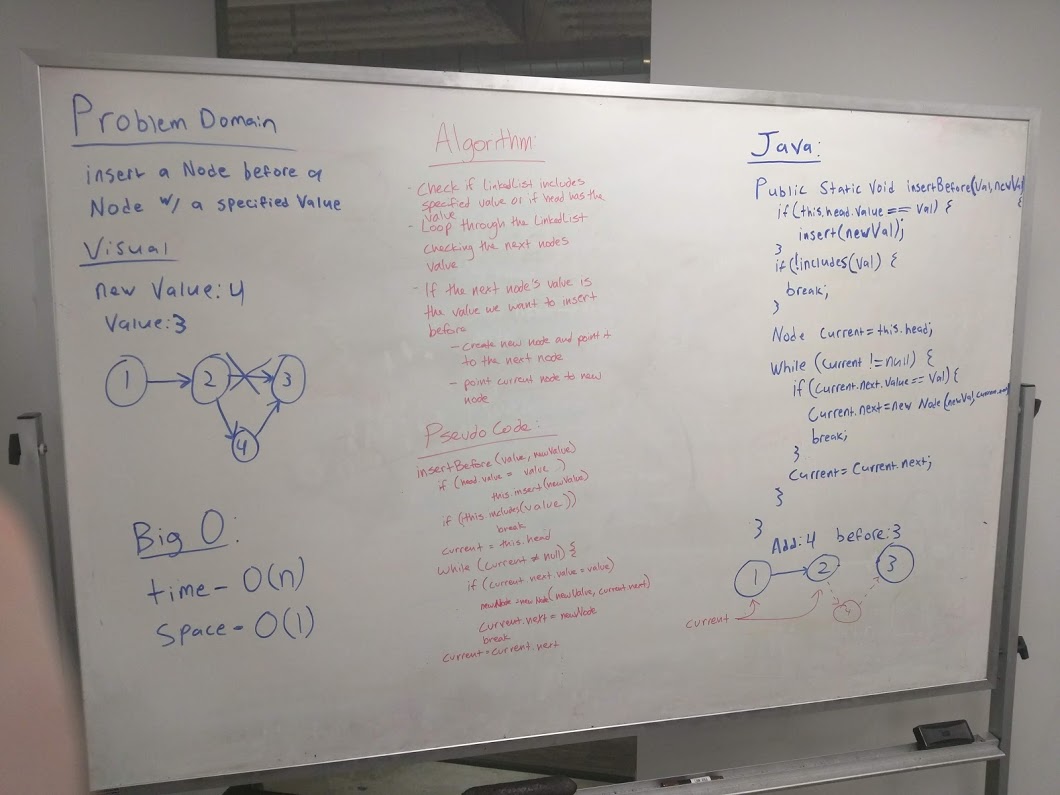 Problem Domain
insert a Node before a
Node w/ a specified Value
Visual
new Value: 4
Value: 3
1 2 3
4
Big O:
time - O(n)
Space - O(1)
Algorithm:
- Check if LinkedList includes
specified value or if head has the
value
- Loop through the LinkedList
checking the next nodes
value
- If the next node's value is
the value we want to insert
before
- create new node and point it
to the next node
- point current node to new
node
Pseudo Code:
insertBefore (value, newValue)
if (head.value = value )
this.insert(newValue)
if (!this.includes(value))
break
current = this.head
while (current ≠ null) {
if (current.next.value = value)
newNode = new Node(newValue, current.next)
current.next = newNode
break
current = current.next
Java:
Public Static Void insertBefore(Val, newVal)
{
if (this.head.Value == Val) {
insert(newVal);
}
if (!includes(Val) {
break;
}
Node current = this.head;
While (current != null) {
if (current.next.Value == Val) {
Current.next = new Node(newVal, current.next)
break;
}
Current = Current.next;
}
}
Add: 4 before: 3
1 2 3
4
current